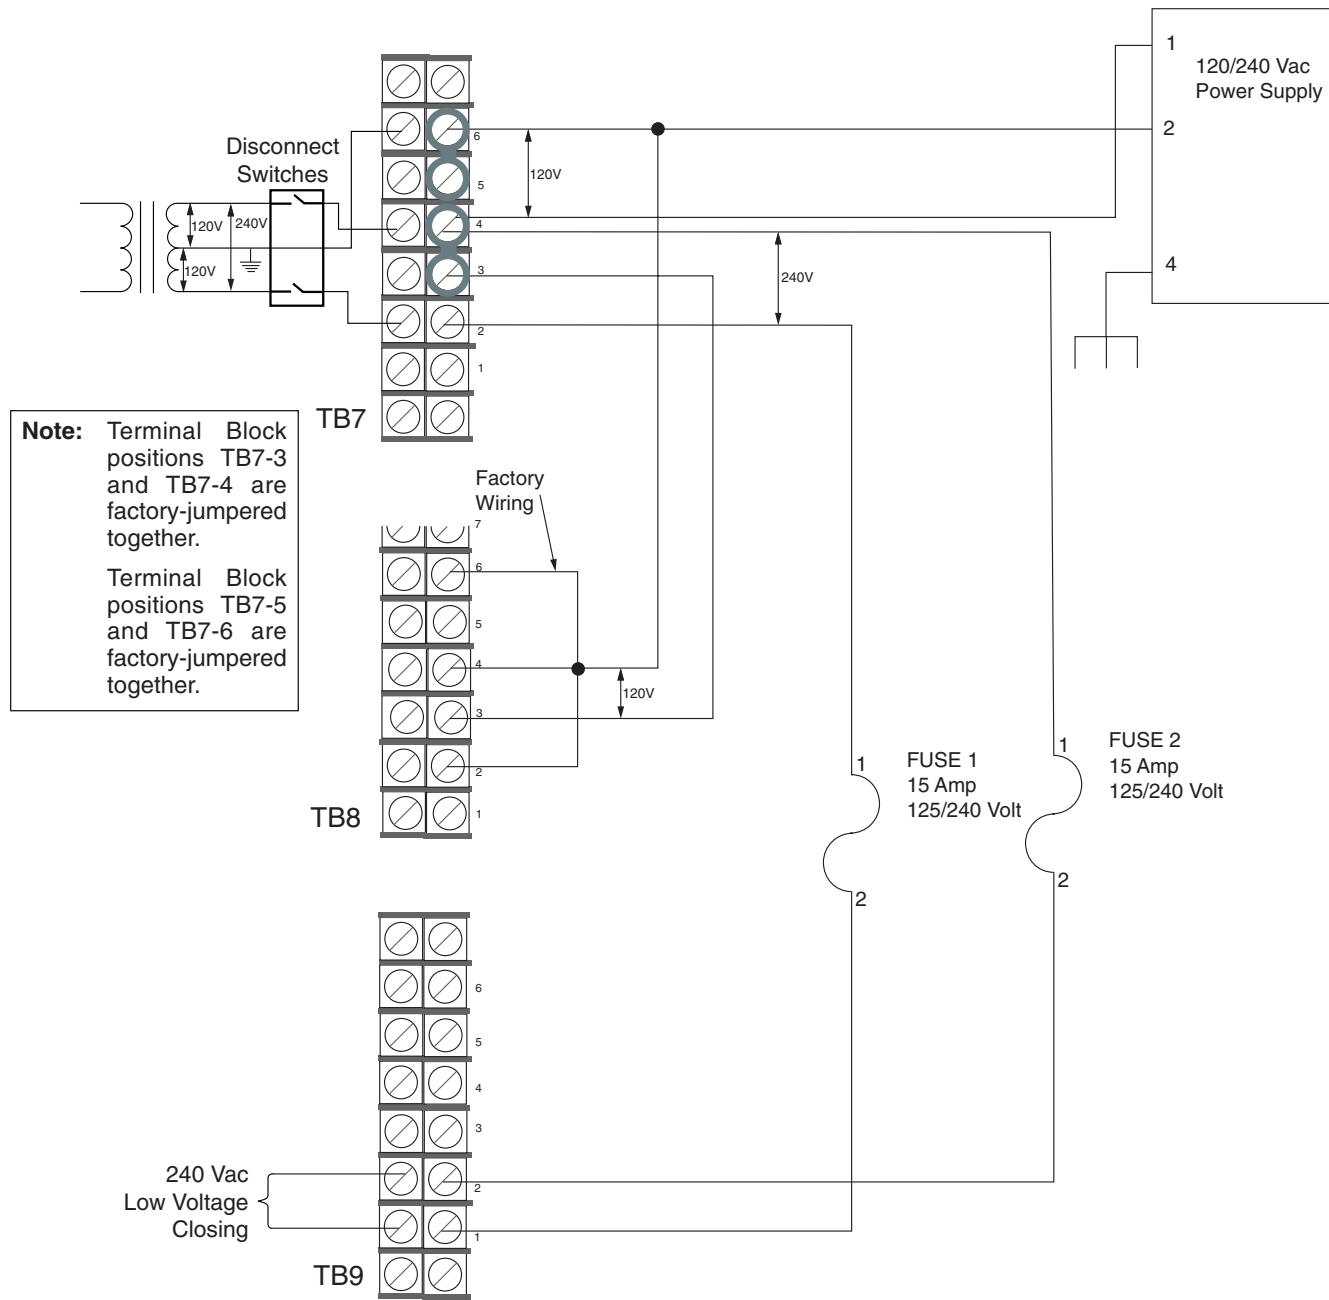 1
120/240 Vac
Power Supply
2
4
Disconnect
Switches
120V
240V
120V
6
5
4
3
2
1
120V
240V
TB7
Note: Terminal Block
positions TB7-3
and TB7-4 are
factory-jumpered
together.
Terminal Block
positions TB7-5
and TB7-6 are
factory-jumpered
together.
Factory
Wiring
7
6
5
4
3
2
1
120V
TB8
1
FUSE 1
15 Amp
125/240 Volt
2
1
FUSE 2
15 Amp
125/240 Volt
2
6
5
4
3
2
1
240 Vac
Low Voltage
Closing
TB9